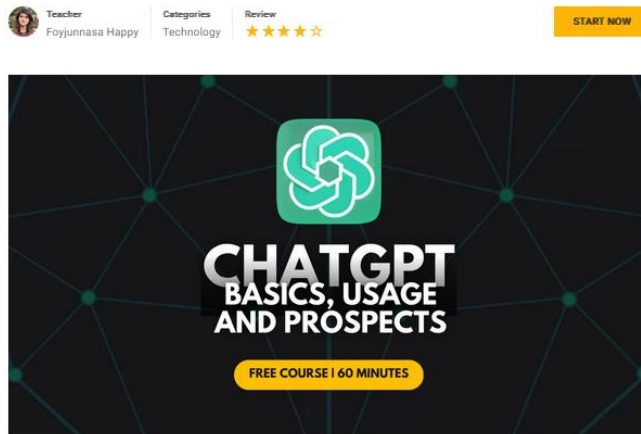 Teacher
Foyjunnasa Happy
Categories
Technology
Review
START NOW
CHATGPT
BASICS, USAGE
AND PROSPECTS
FREE COURSE | 60 MINUTES